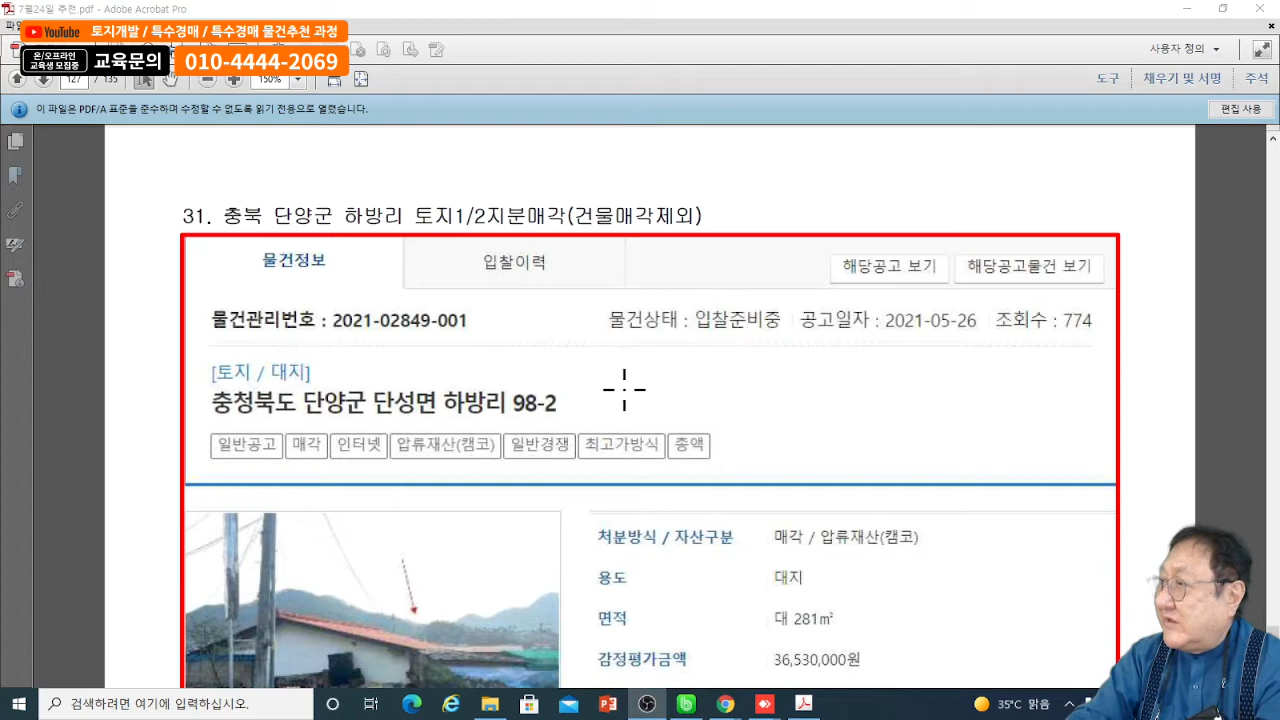 7월24일 추천.pdf - Adobe Acrobat Pro
YouTube 토지개발 / 특수경매 / 특수경매 물건추천 과정
온/오프라인
교육생 모집중
교육문의 010-4444-2069
사용자 정의
127 / 135
150%
도구 채우기 및 서명 주석
이 파일은 PDF/A 표준을 준수하며 수정할 수 없도록 읽기 전용으로 열렸습니다.
편집 사용
31. 충북 단양군 하방리 토지1/2지분매각(건물매각제외)
물건정보 입찰이력 해당공고 보기 해당공고물건 보기
물건관리번호 : 2021-02849-001 물건상태 : 입찰준비중 공고일자 : 2021-05-26 조회수 : 774
[토지 / 대지]
충청북도 단양군 단성면 하방리 98-2
일반공고 매각 인터넷 압류재산(캠코) 일반경쟁 최고가방식 총액
처분방식 / 자산구분 매각 / 압류재산(캠코)
용도 대지
면적 대 281㎡
감정평가금액 36,530,000원
검색하려면 여기에 입력하십시오.
35°C 맑음